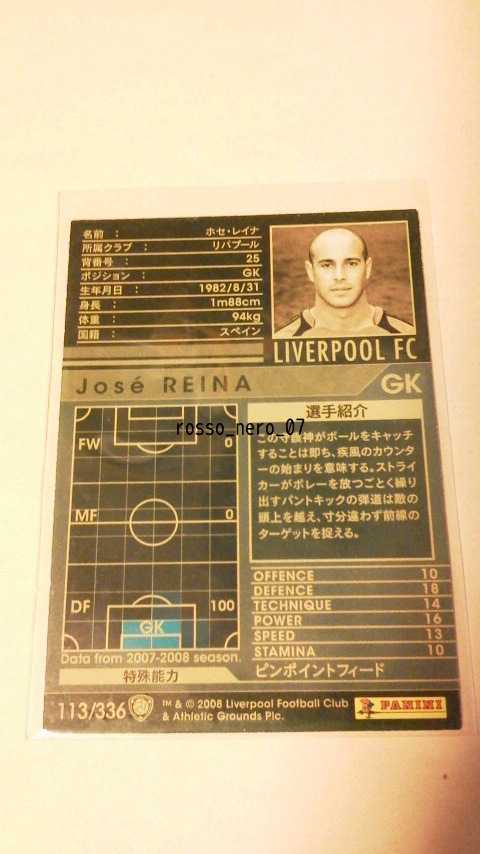 名前 : ホセ・レイナ
所属クラブ : リバプール
背番号 : 25
ポジション : GK
生年月日 : 1982/8/31
身長 : 1m88cm
体重 : 94kg
国籍 : スペイン
LIVERPOOL FC
José REINA GK
rosso_nero_07
選手紹介
この守護神がボールをキャッチ
することは即ち、疾風のカウンタ
ーの始まりを意味する。ストライ
カーがボレーを放つごとく繰り
出すパントキックの弾道は敵の
頭上を越え、寸分違わず前線の
ターゲットを捉える。
FW 0
MF 0
DF 100
GK
Data from 2007-2008 season.
OFFENCE 10
DEFENCE 18
TECHNIQUE 14
POWER 16
SPEED 13
STAMINA 10
特殊能力 ピンポイントフィード
113/336
™ & © 2008 Liverpool Football Club
& Athletic Grounds Plc.
PANINI